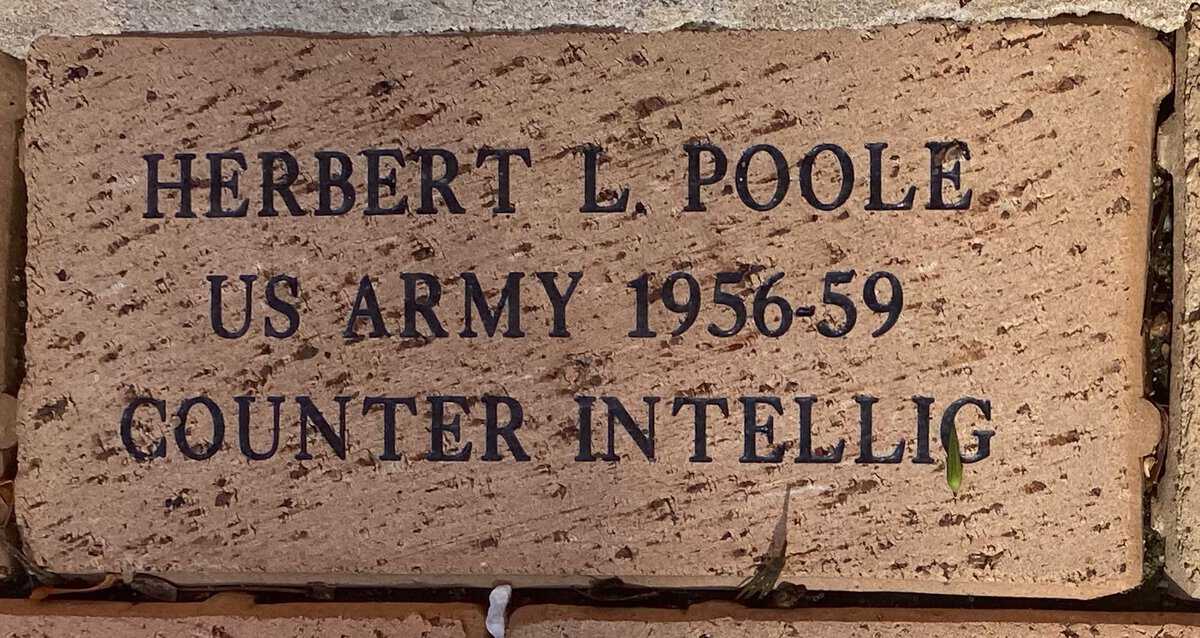 HERBERT L. POOLE
US ARMY 1956-59
COUNTER INTELLIG